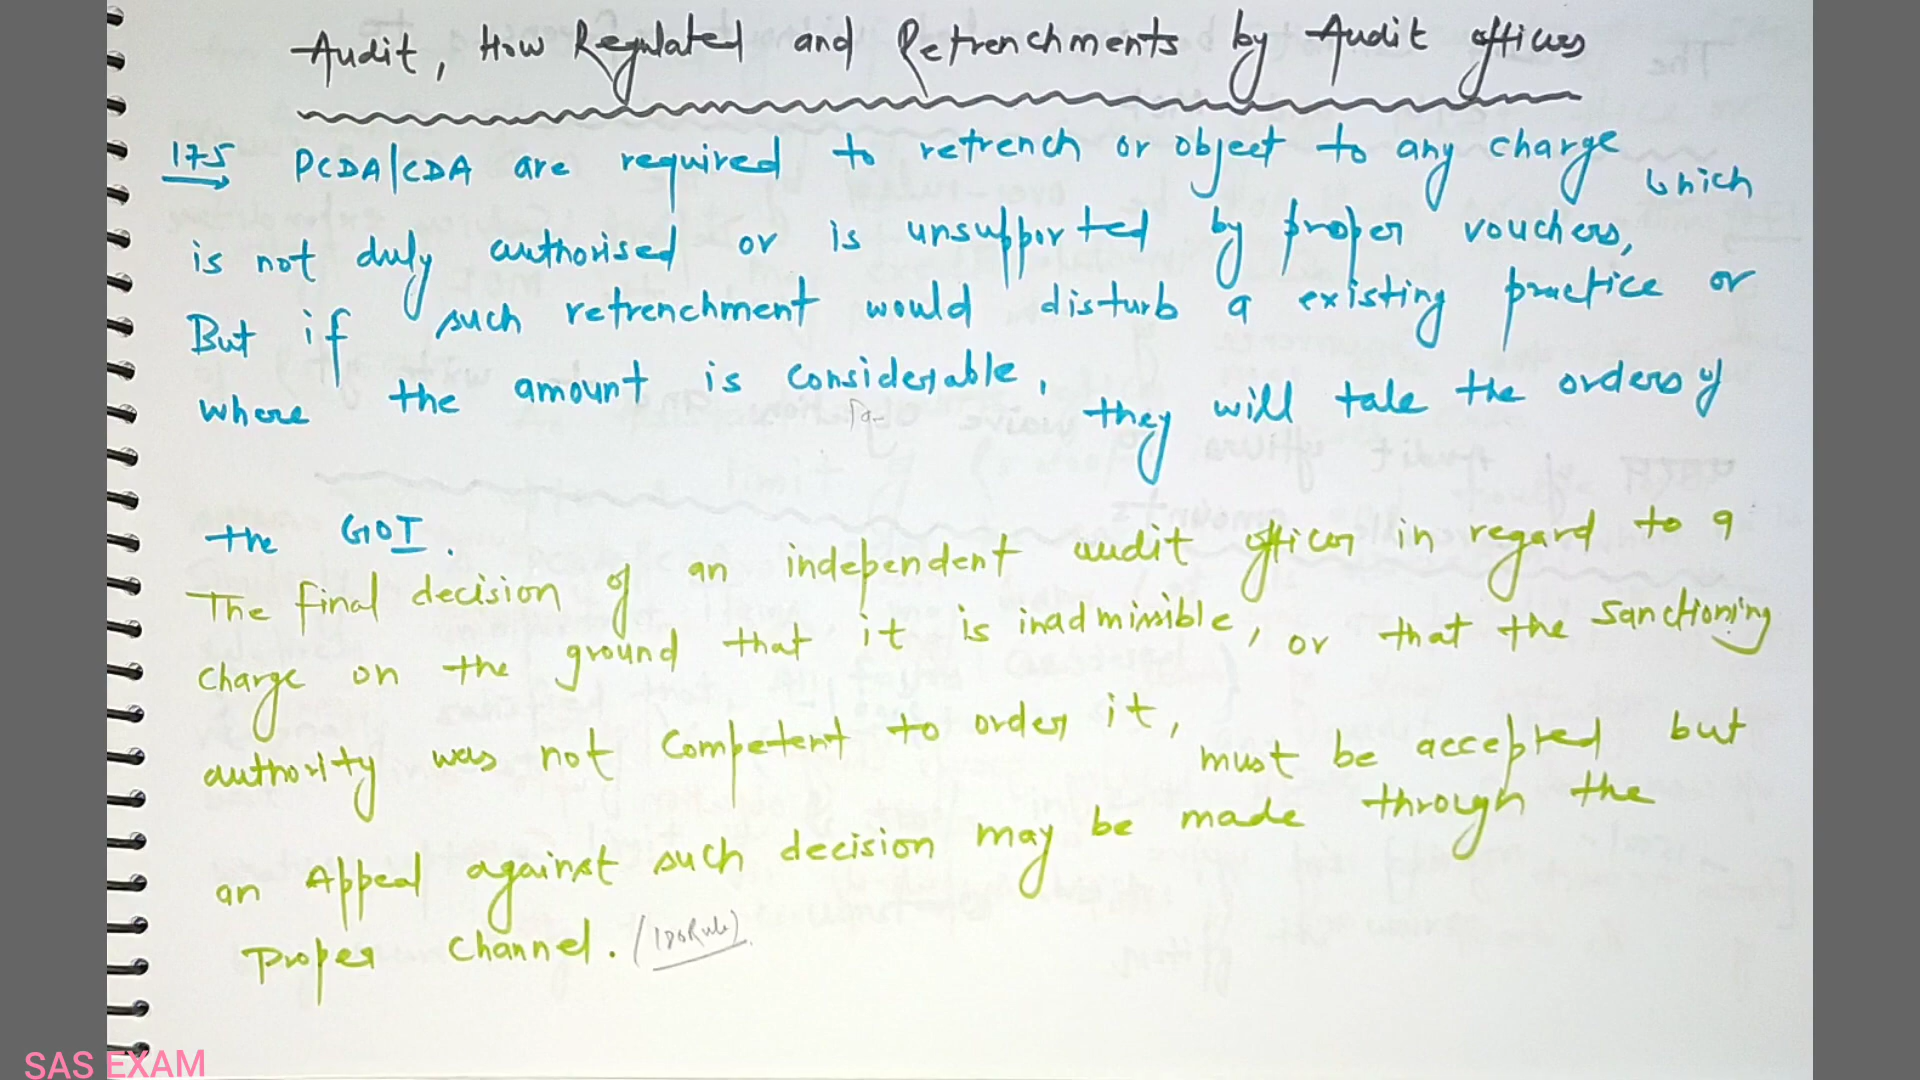 Audit, How Regulated and Retrenchments by Audit offices
175 PCDA/CDA are required to retrench or object to any charge which
is not duly authorised or is unsupported by proper vouchers,
But if such retrenchment would disturb a existing practice or
where the amount is considerable, they will take the orders of
the GOI.
The final decision of an independent audit officer in regard to a
charge on the ground that it is inadmissible, or that the sanctioning
authority was not competent to order it, must be accepted but
an Appeal against such decision may be made through the
proper channel. (180 Rule)
SAS EXAM